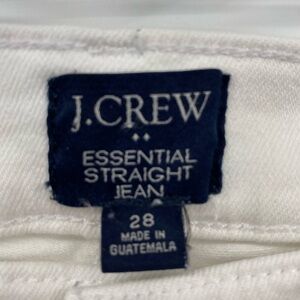 J.CREW
ESSENTIAL
STRAIGHT
JEAN
28
MADE IN
GUATEMALA